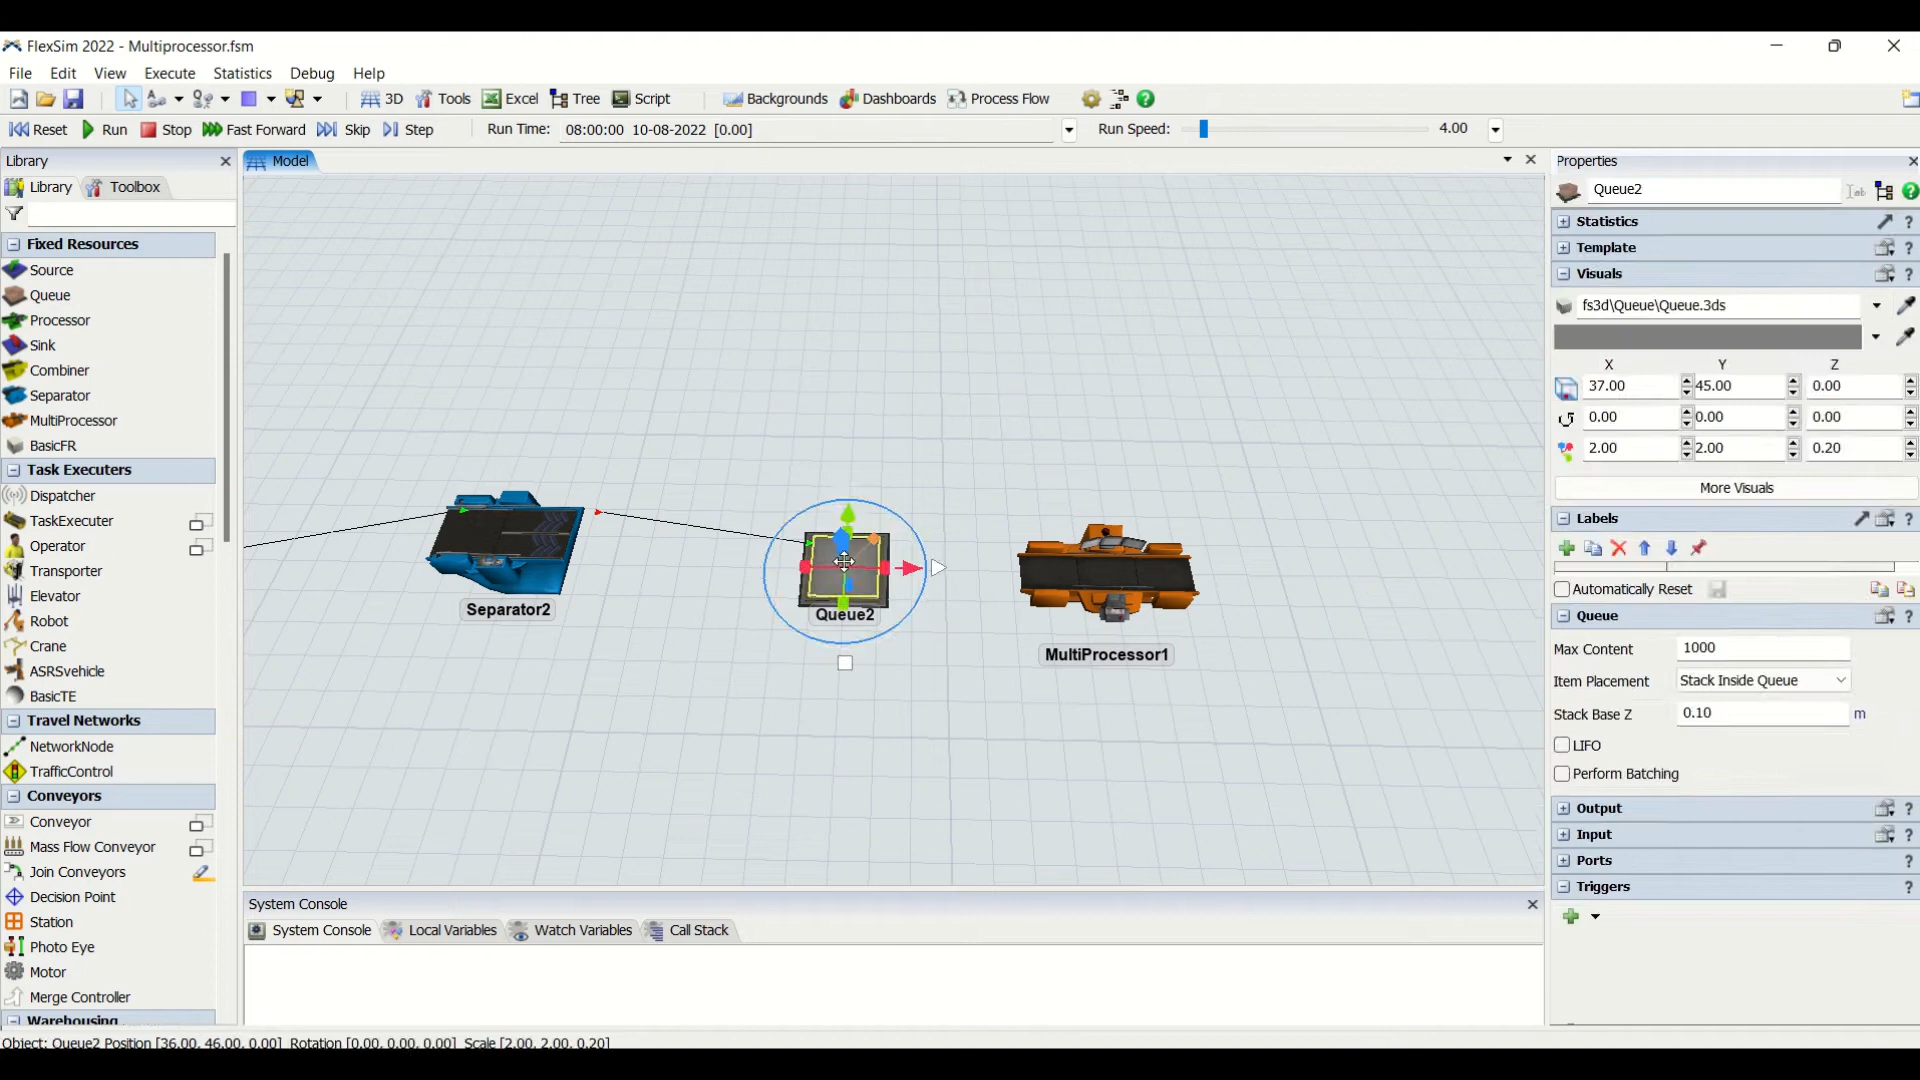 FlexSim 2022 - Multiprocessor.fsm
File Edit View Execute Statistics Debug Help
3D Tools Excel Tree Script Backgrounds Dashboards Process Flow
Reset Run Stop Fast Forward Skip Step Run Time: 08:00:00 10-08-2022 [0.00] Run Speed: 4.00
Library
Library Toolbox
Fixed Resources
Source
Queue
Processor
Sink
Combiner
Separator
MultiProcessor
BasicFR
Task Executers
Dispatcher
TaskExecuter
Operator
Transporter
Elevator
Robot
Crane
ASRSvehicle
BasicTE
Travel Networks
NetworkNode
TrafficControl
Conveyors
Conveyor
Mass Flow Conveyor
Join Conveyors
Decision Point
Station
Photo Eye
Motor
Merge Controller
Warehousing
Model
Separator2
Queue2
MultiProcessor1
System Console
System Console Local Variables Watch Variables Call Stack
Properties
Queue2
Statistics
Template
Visuals
fs3d\Queue\Queue.3ds
X Y Z
37.00 45.00 0.00
0.00 0.00 0.00
2.00 2.00 0.20
More Visuals
Labels
Automatically Reset
Queue
Max Content 1000
Item Placement Stack Inside Queue
Stack Base Z 0.10 m
LIFO
Perform Batching
Output
Input
Ports
Triggers
Object: Queue2 Position [36.00, 46.00, 0.00] Rotation [0.00, 0.00, 0.00] Scale [2.00, 2.00, 0.20]